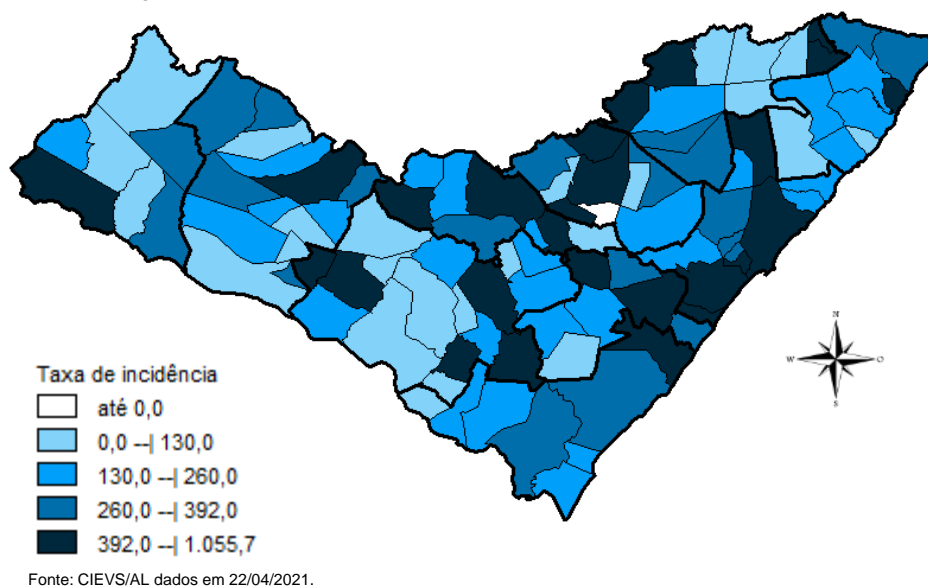 N
W
O
S
Taxa de incidência
até 0,0
0,0 --| 130,0
130,0 --| 260,0
260,0 --| 392,0
392,0 --| 1.055,7
Fonte: CIEVS/AL dados em 22/04/2021.